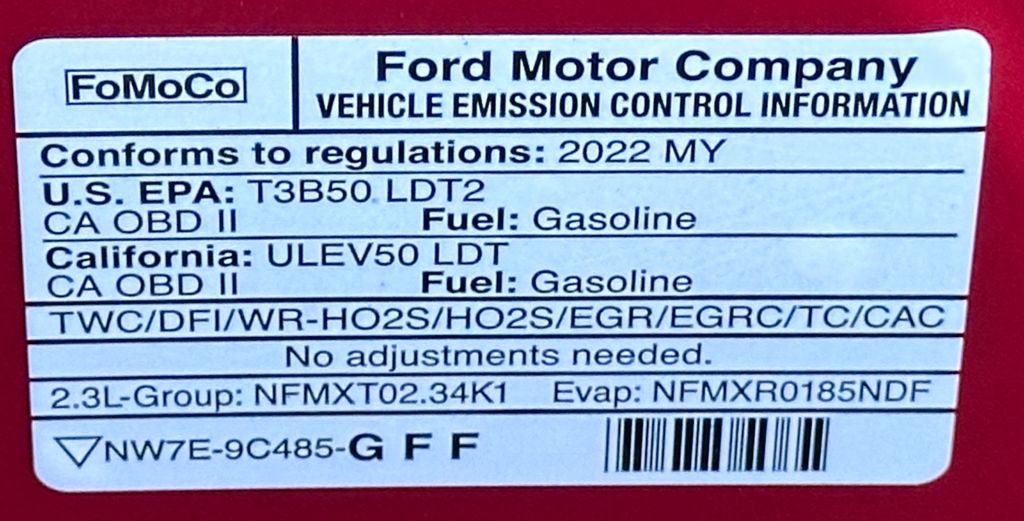 FoMoCo
Ford Motor Company
VEHICLE EMISSION CONTROL INFORMATION
Conforms to regulations: 2022 MY
U.S. EPA: T3B50 LDT2
CA OBD II Fuel: Gasoline
California: ULEV50 LDT
CA OBD II Fuel: Gasoline
TWC/DFI/WR-HO2S/HO2S/EGR/EGRC/TC/CAC
No adjustments needed.
2.3L-Group: NFMXT02.34K1 Evap: NFMXR0185NDF
NW7E-9C485-G F F